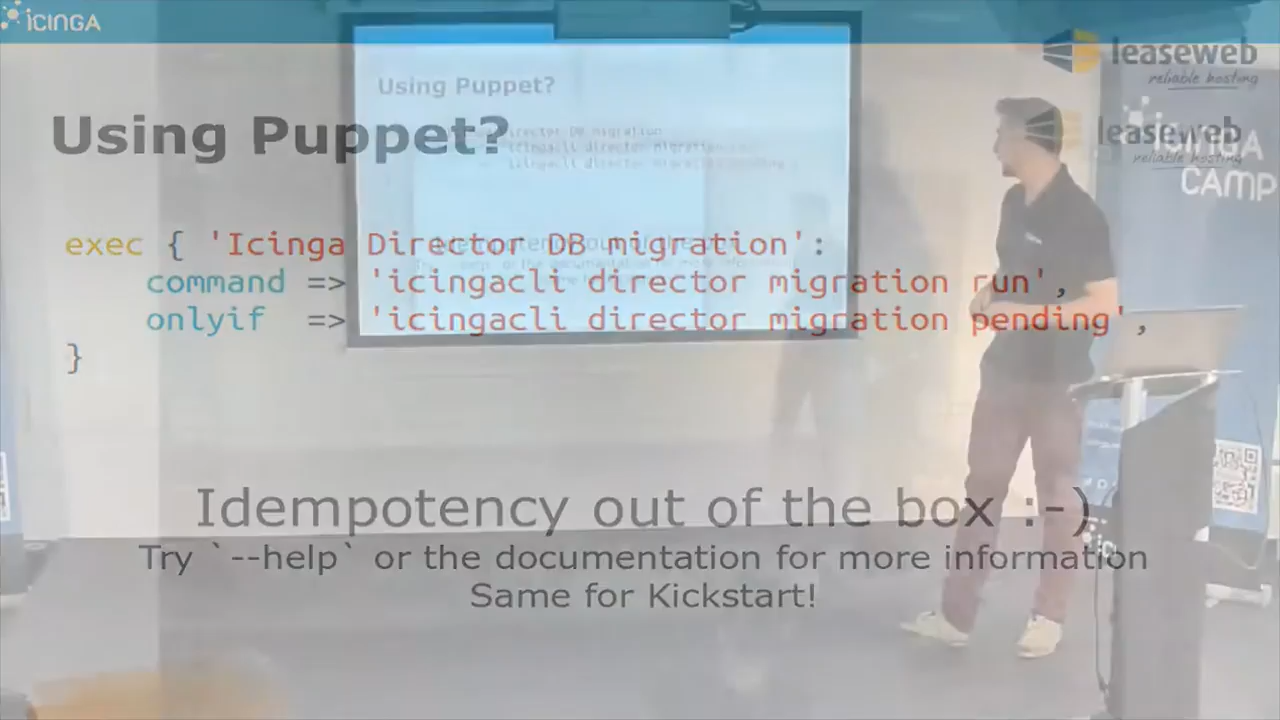 ICINGA
leaseweb
reliable hosting
Using Puppet?
leaseweb
reliable hosting
ICINGA
CAMP
Using Puppet?
exec { 'Icinga Director DB migration':
command => 'icingacli director migration run',
onlyif => 'icingacli director migration pending',
}
Idempotency out of the box :-)
Try `--help` or the documentation for more information
Same for Kickstart!